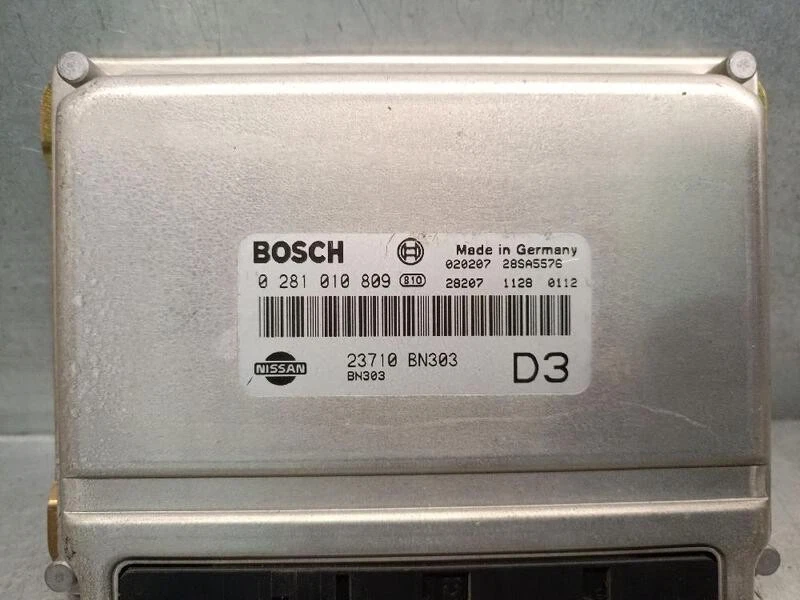 BOSCH
Made in Germany
020207 28SA5576
0 281 010 809 810
28207 1128 0112
NISSAN
23710 BN303
BN303
D3